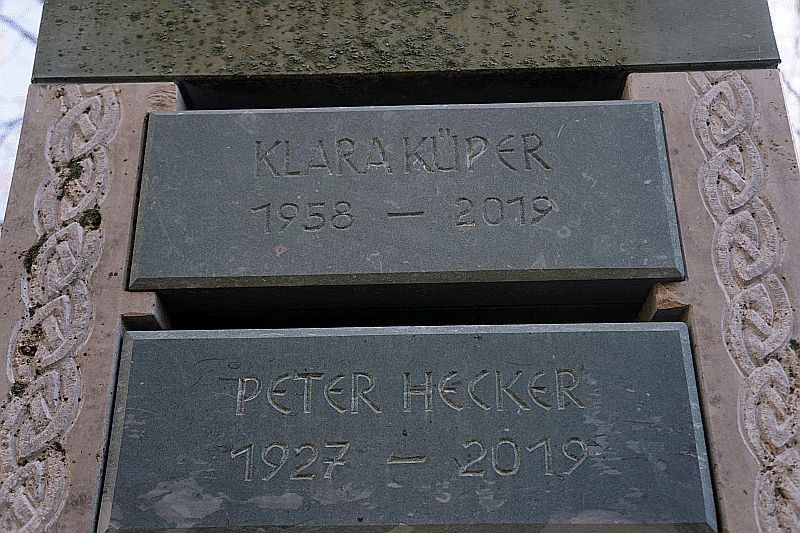 KLARA KÜPER
1958 – 2019
PETER HECKER
1927 – 2019